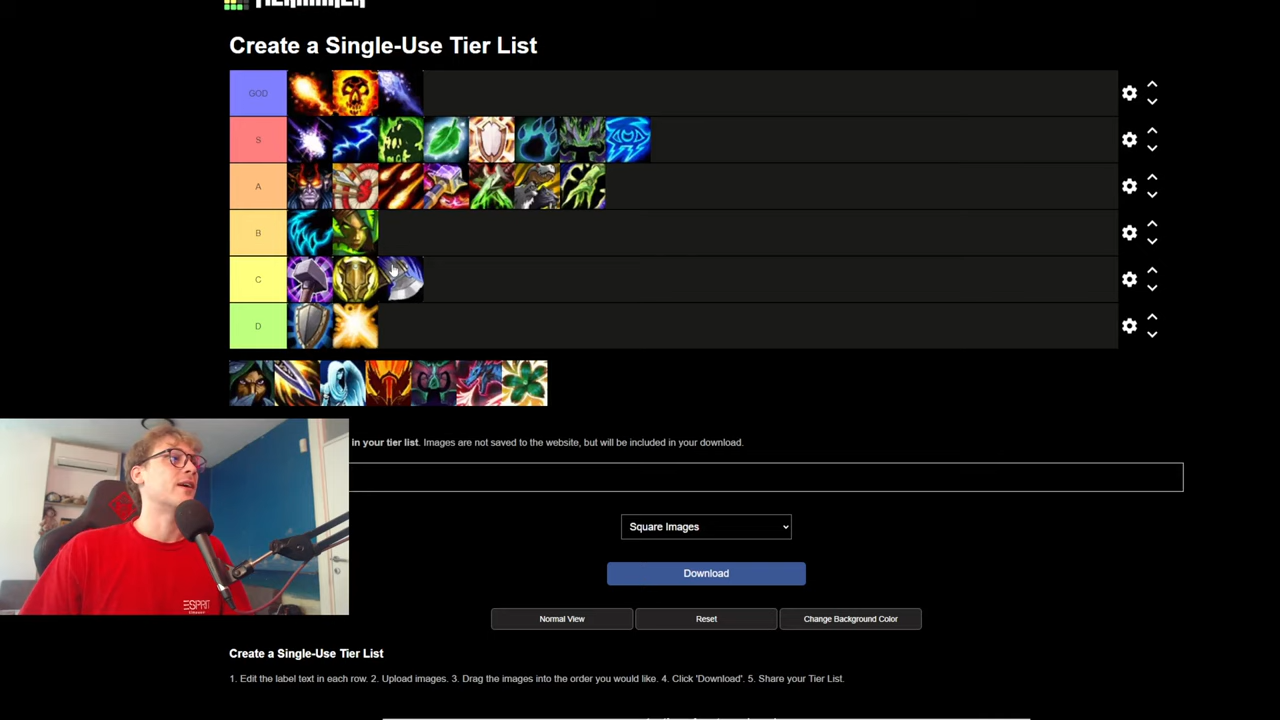 Create a Single-Use Tier List
GOD
S
A
B
C
D
in your tier list. Images are not saved to the website, but will be included in your download.
Square Images
Download
Normal View
Reset
Change Background Color
ESPRIT
Create a Single-Use Tier List
1. Edit the label text in each row. 2. Upload images. 3. Drag the images into the order you would like. 4. Click 'Download'. 5. Share your Tier List.